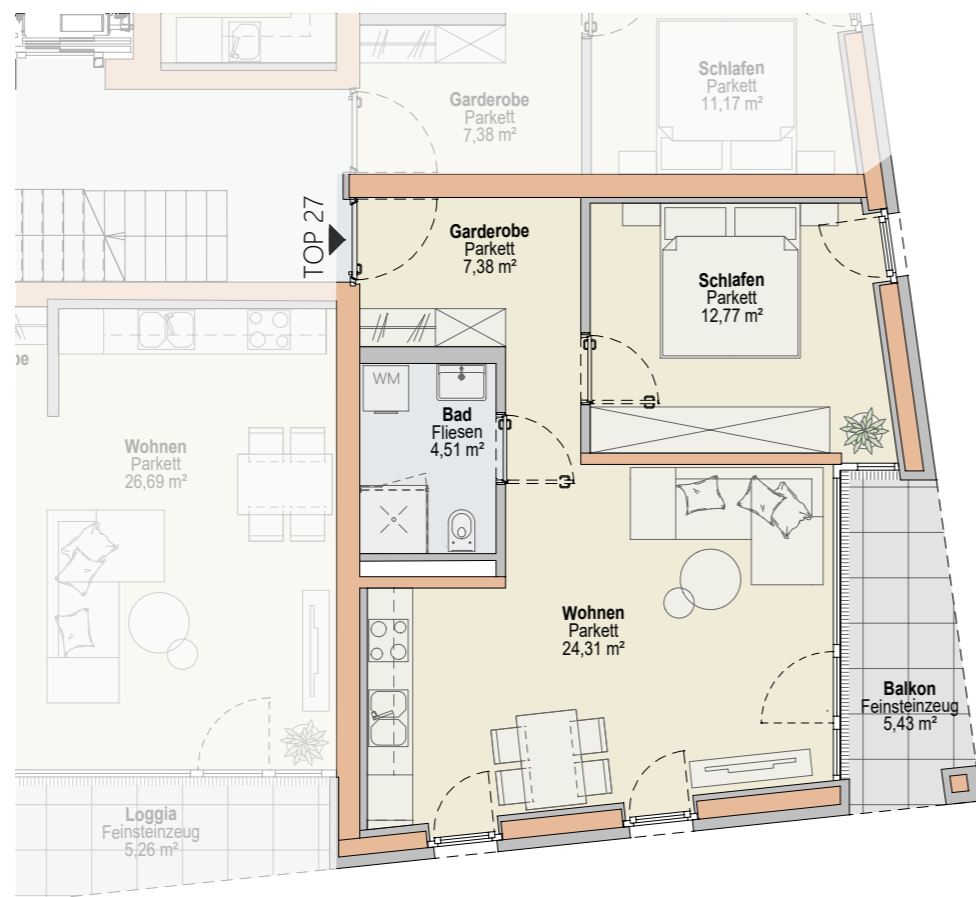 Schlafen
Parkett
11,17 m²
Garderobe
Parkett
7,38 m²
TOP 27
Garderobe
Parkett
7,38 m²
Schlafen
Parkett
12,77 m²
be
WM
Bad
Fliesen
4,51 m²
Wohnen
Parkett
26,69 m²
Wohnen
Parkett
24,31 m²
Balkon
Feinsteinzeug
5,43 m²
Loggia
Feinsteinzeug
5,26 m²